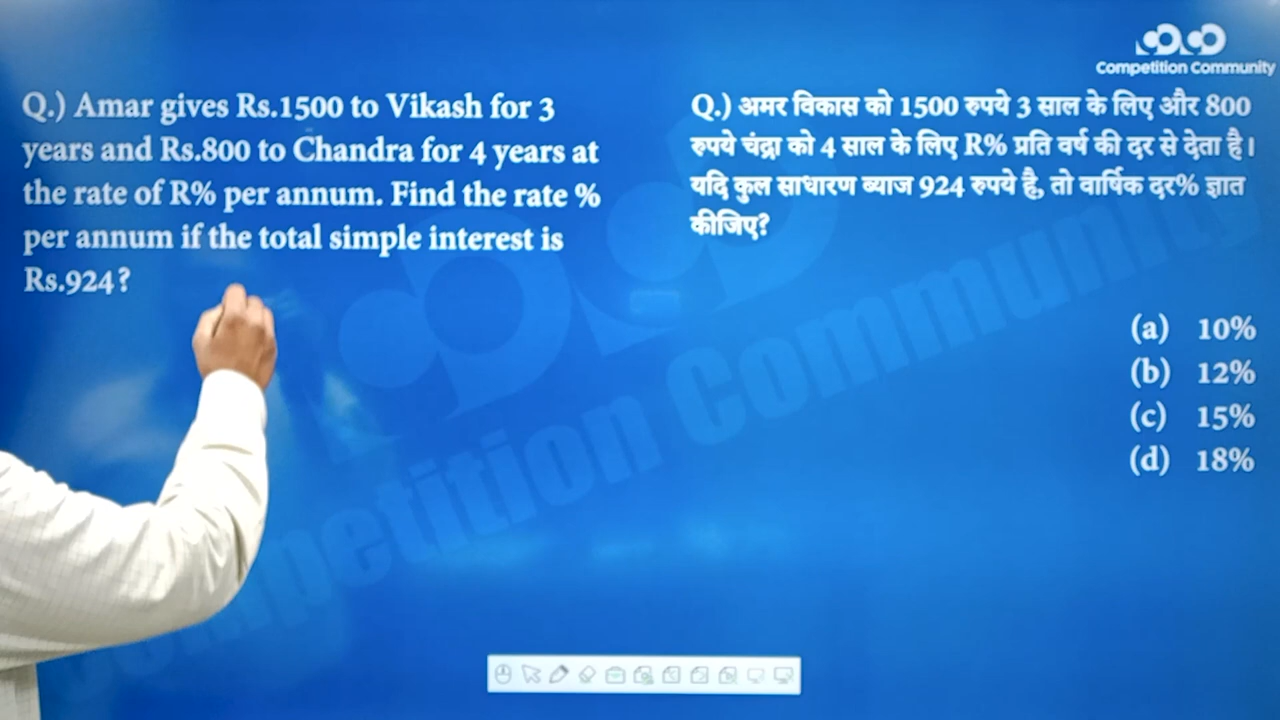 Competition Community
Q.) Amar gives Rs.1500 to Vikash for 3
years and Rs.800 to Chandra for 4 years at
the rate of R% per annum. Find the rate %
per annum if the total simple interest is
Rs.924?
Q.) अमर विकास को 1500 रुपये 3 साल के लिए और 800
रुपये चंद्रा को 4 साल के लिए R% प्रति वर्ष की दर से देता है।
यदि कुल साधारण ब्याज 924 रुपये है, तो वार्षिक दर% ज्ञात
कीजिए?
(a) 10%
(b) 12%
(c) 15%
(d) 18%
Competition Community